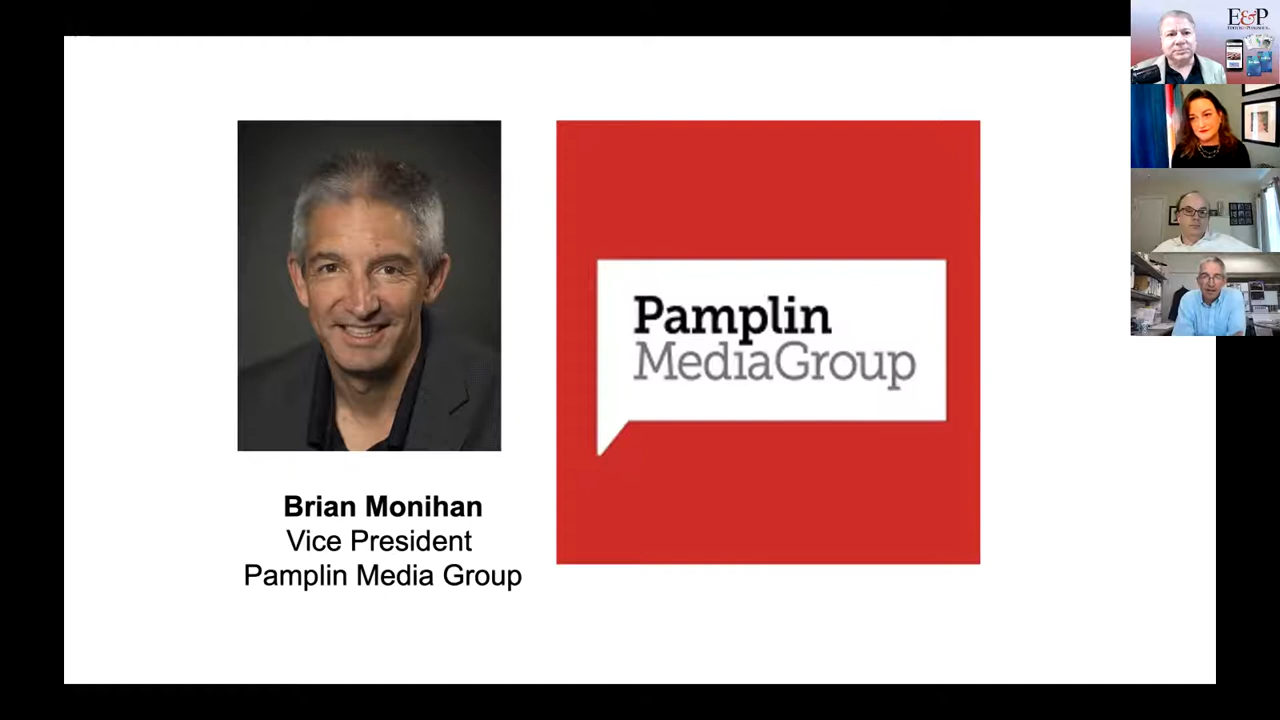 Pamplin
MediaGroup
Brian Monihan
Vice President
Pamplin Media Group
E&P